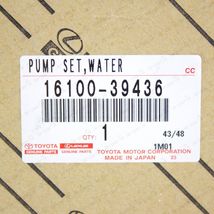 PUMP SET,WATER
CC
16100-39436
QTY:
1
43/48
1M01
TOYOTA
GENUINE PARTS
LEXUS
GENUINE PARTS
TOYOTA MOTOR CORPORATION
MADE IN JAPAN